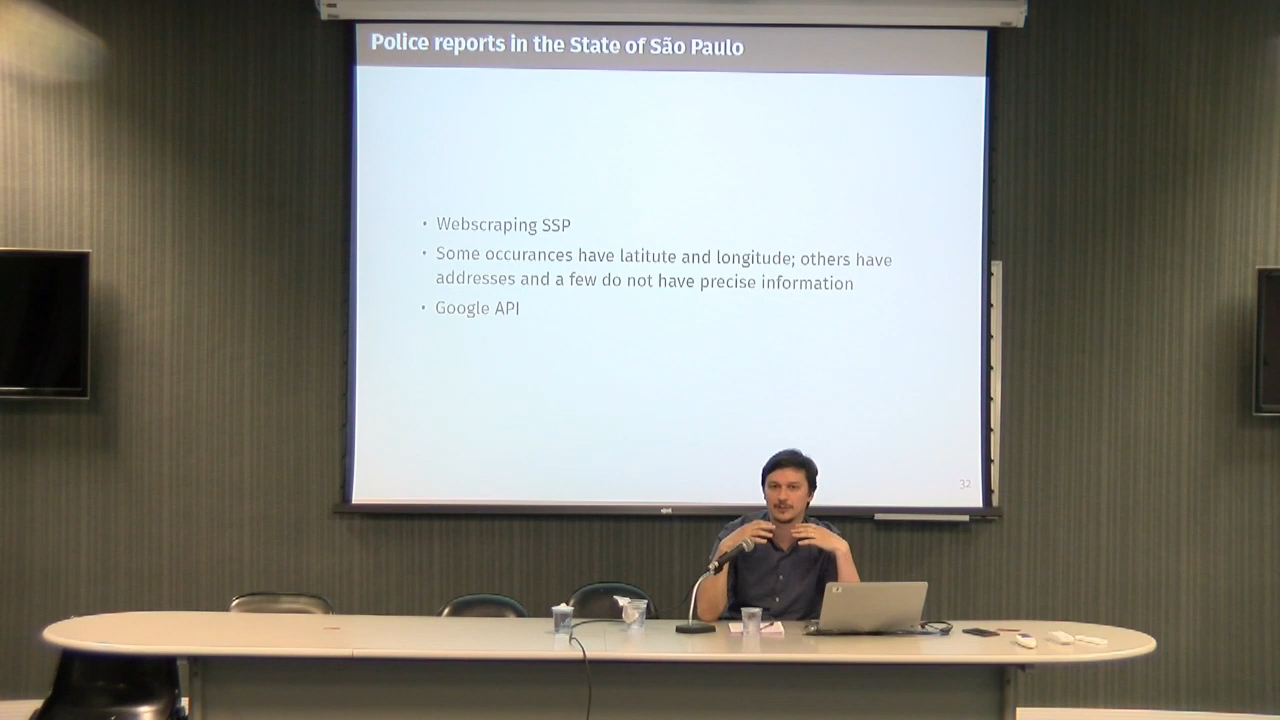 Police reports in the State of São Paulo
• Webscraping SSP
• Some occurances have latitute and longitude; others have
addresses and a few do not have precise information
• Google API
32